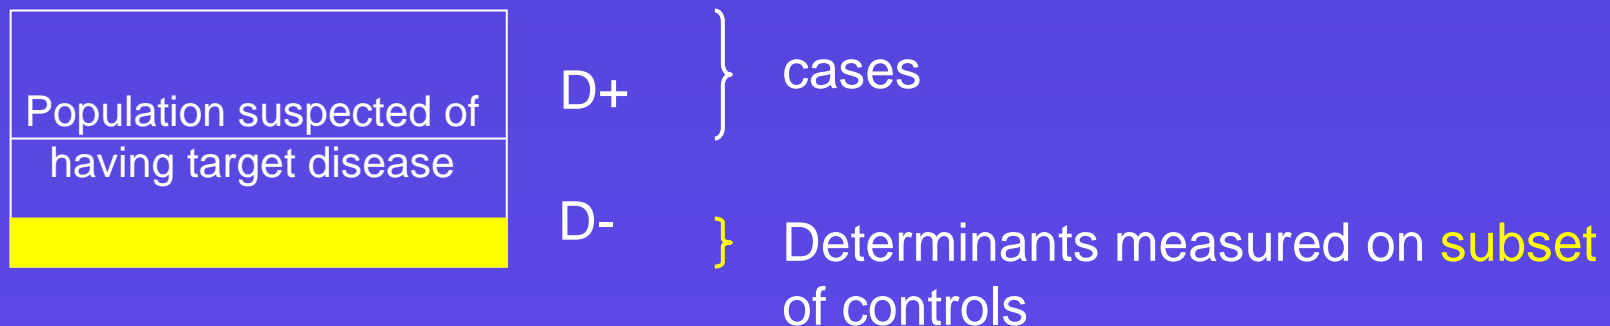 Population suspected of
having target disease
D+
cases
D-
Determinants measured on subset
of controls